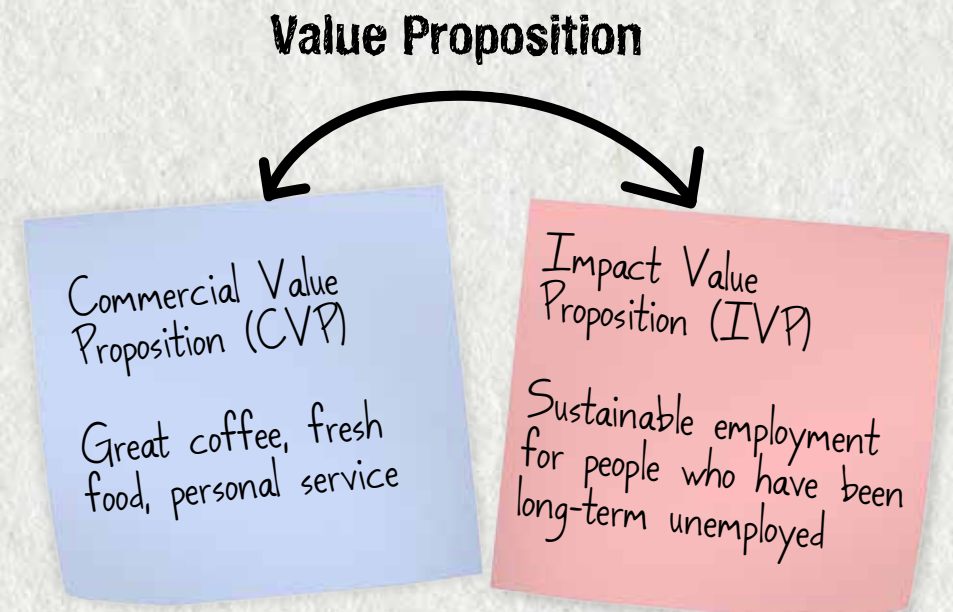 Value Proposition
Commercial Value
Proposition (CVP)
Great coffee, fresh
food, personal service
Impact Value
Proposition (IVP)
Sustainable employment
for people who have been
long-term unemployed